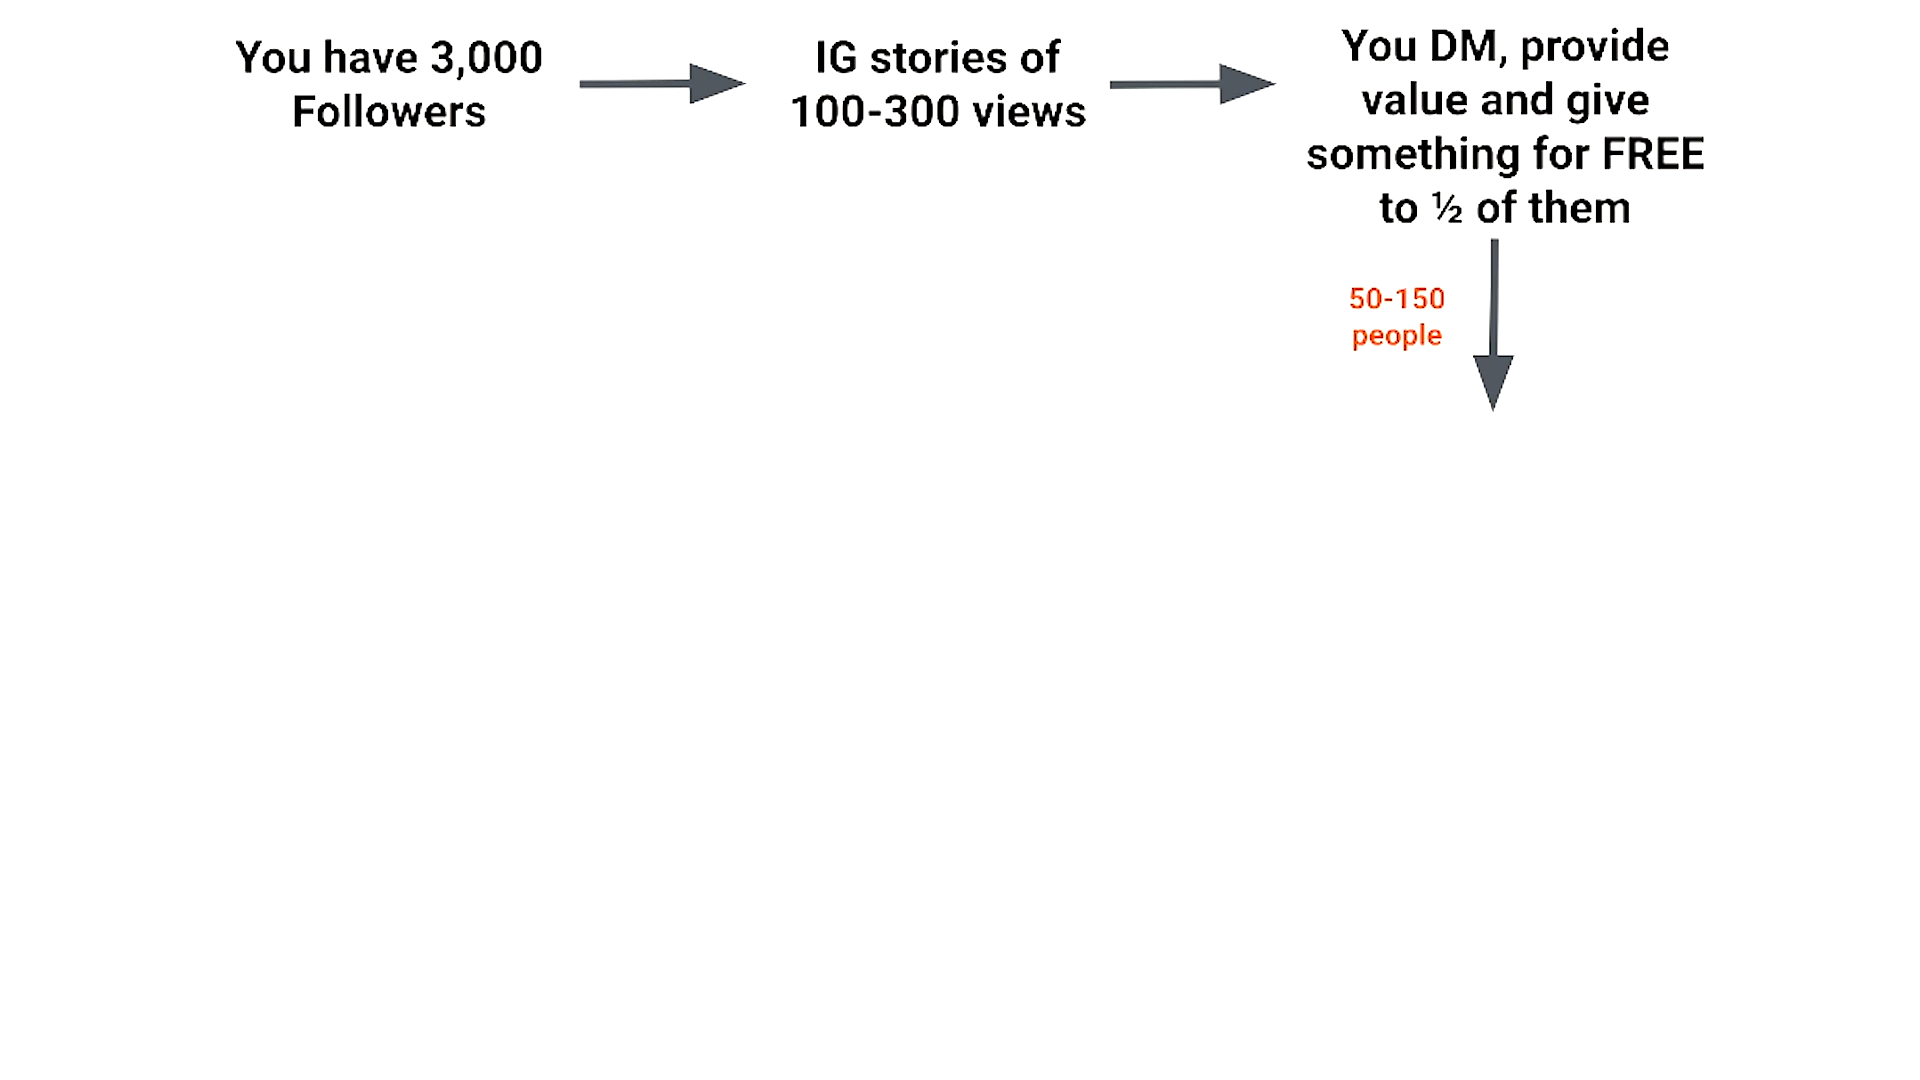 You have 3,000
Followers
IG stories of
100-300 views
You DM, provide
value and give
something for FREE
to ½ of them
50-150
people